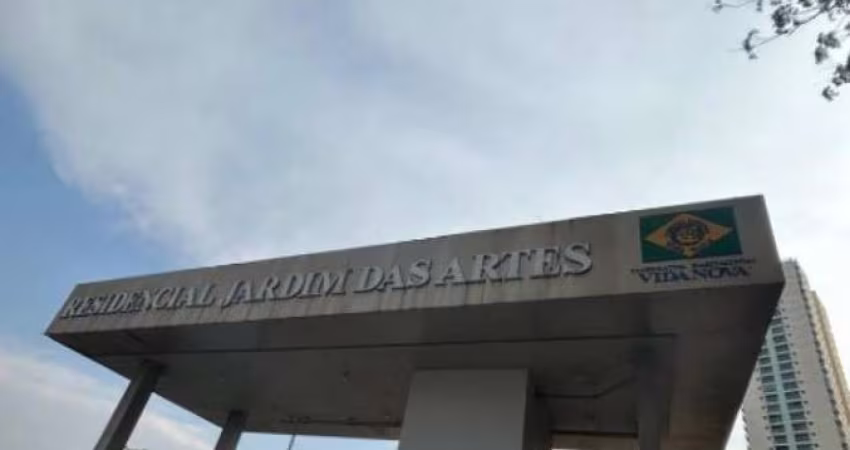 RESIDENCIAL JARDIM DAS ARTES
VIDA NOVA